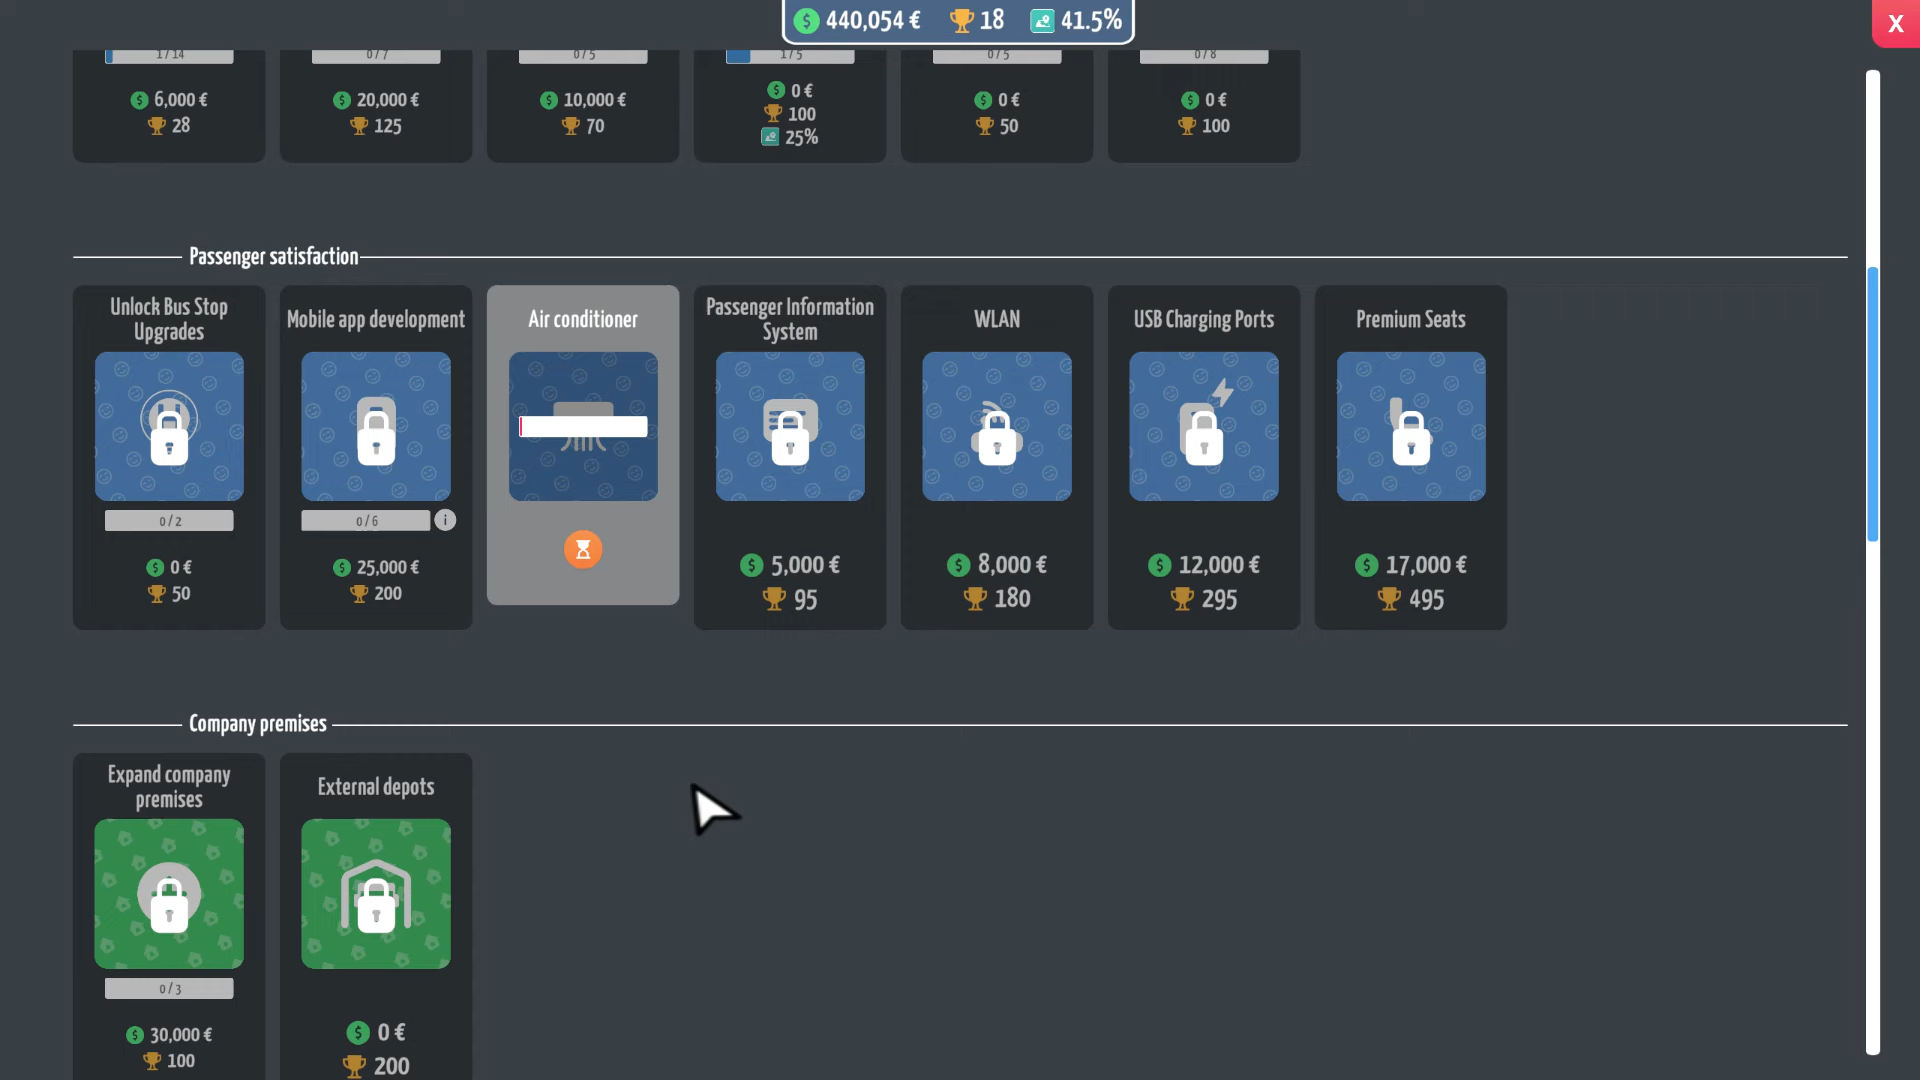 440,054 € 18 41.5%
X
1/14 0/7 0/5 1/5 0/5 0/8
6,000 € 20,000 € 10,000 € 0 € 0 € 0 €
28 125 70 100 50 100
25%
Passenger satisfaction
Unlock Bus Stop
Upgrades
Mobile app development
Air conditioner
Passenger Information
System
WLAN
USB Charging Ports
Premium Seats
0/2 0/6 i
0 € 25,000 € 5,000 € 8,000 € 12,000 € 17,000 €
50 200 95 180 295 495
Company premises
Expand company
premises
External depots
0/3
30,000 € 0 €
100 200